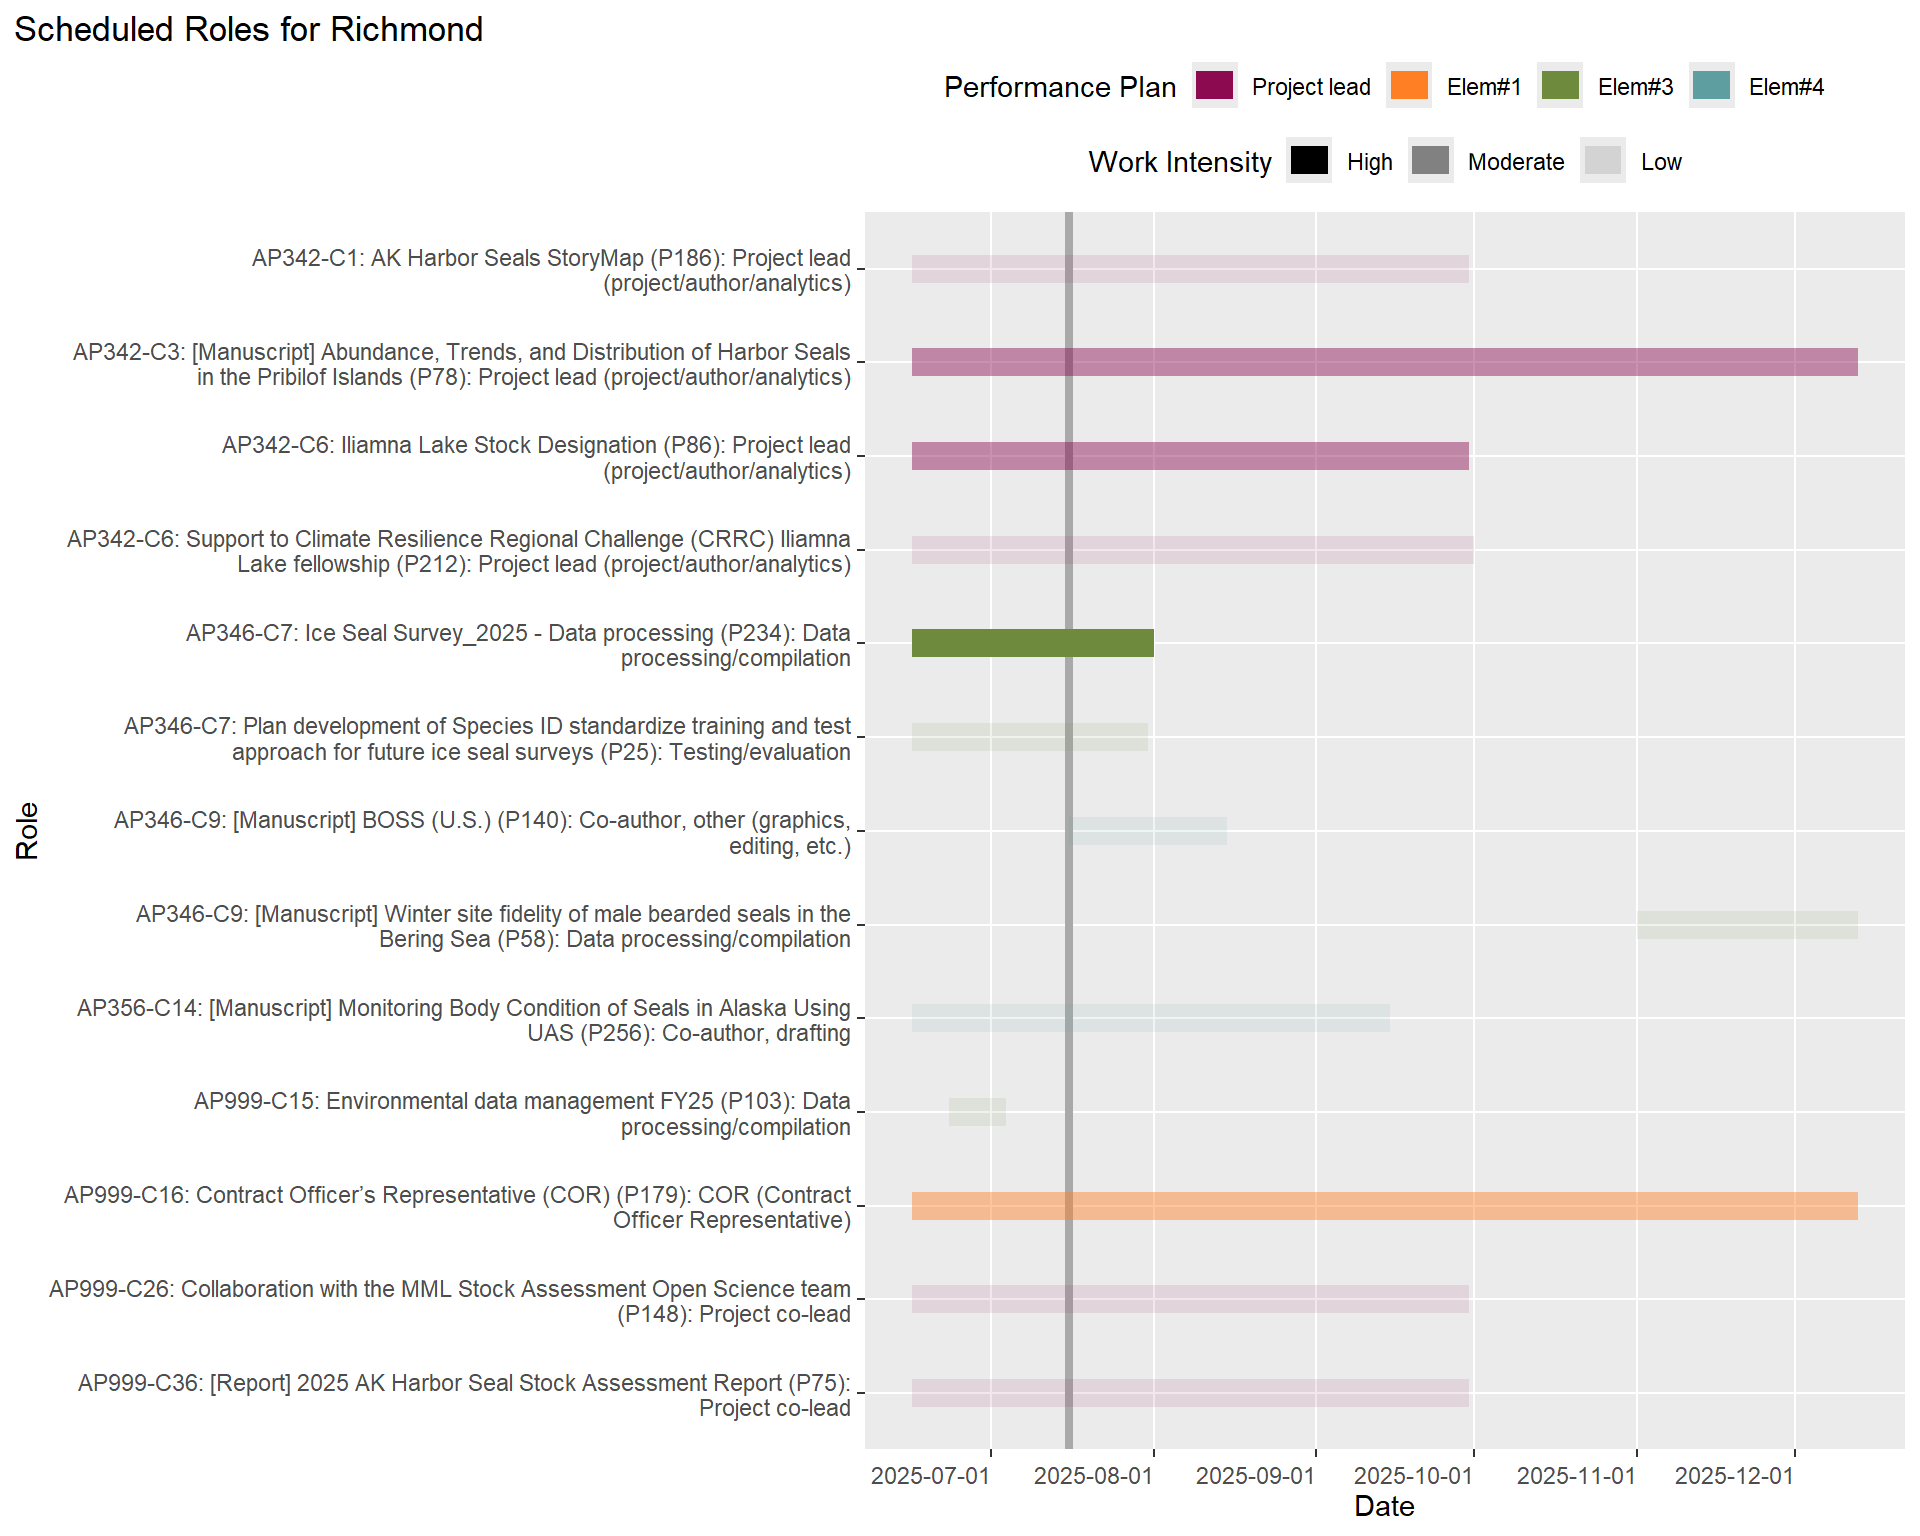 Scheduled Roles for Richmond
Performance Plan Project lead Elem#1 Elem#3 Elem#4
Work Intensity High Moderate Low
AP342-C1: AK Harbor Seals StoryMap (P186): Project lead
(project/author/analytics)
AP342-C3: [Manuscript] Abundance, Trends, and Distribution of Harbor Seals
in the Pribilof Islands (P78): Project lead (project/author/analytics)
AP342-C6: Iliamna Lake Stock Designation (P86): Project lead
(project/author/analytics)
AP342-C6: Support to Climate Resilience Regional Challenge (CRRC) Iliamna
Lake fellowship (P212): Project lead (project/author/analytics)
AP346-C7: Ice Seal Survey_2025 - Data processing (P234): Data
processing/compilation
AP346-C7: Plan development of Species ID standardize training and test
approach for future ice seal surveys (P25): Testing/evaluation
AP346-C9: [Manuscript] BOSS (U.S.) (P140): Co-author, other (graphics,
editing, etc.)
AP346-C9: [Manuscript] Winter site fidelity of male bearded seals in the
Bering Sea (P58): Data processing/compilation
AP356-C14: [Manuscript] Monitoring Body Condition of Seals in Alaska Using
UAS (P256): Co-author, drafting
AP999-C15: Environmental data management FY25 (P103): Data
processing/compilation
AP999-C16: Contract Officer’s Representative (COR) (P179): COR (Contract
Officer Representative)
AP999-C26: Collaboration with the MML Stock Assessment Open Science team
(P148): Project co-lead
AP999-C36: [Report] 2025 AK Harbor Seal Stock Assessment Report (P75):
Project co-lead
Role
2025-07-01 2025-08-01 2025-09-01 2025-10-01 2025-11-01 2025-12-01
Date